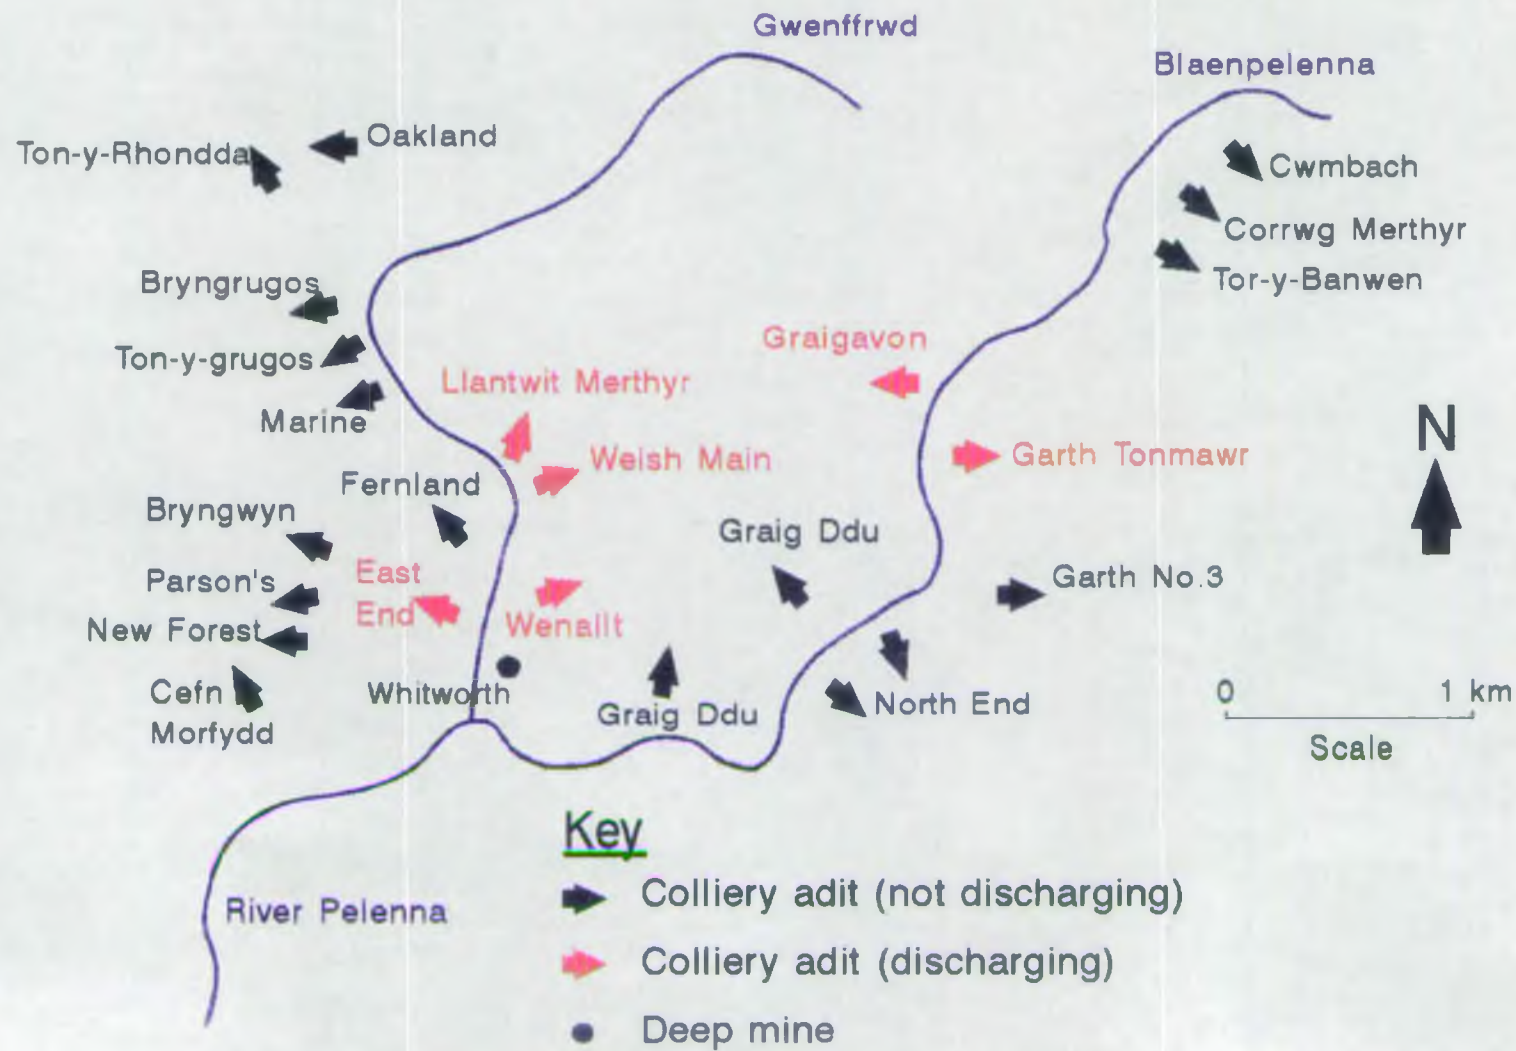 Gwenffrwd
Blaenpelenna
Oakland
Ton-y-Rhondda
Cwmbach
Corrwg Merthyr
Tor-y-Banwen
Bryngrugos
Ton-y-grugos
Marine
Llantwit Merthyr
Graigavon
Welsh Main
Garth Tonmawr
N
Fernland
Bryngwyn
Graig Ddu
Parson's
East
End
Garth No.3
New Forest
Wenallt
Cefn
Morfydd
Whitworth
Graig Ddu
North End
0 1 km
Scale
River Pelenna
Key
Colliery adit (not discharging)
Colliery adit (discharging)
Deep mine